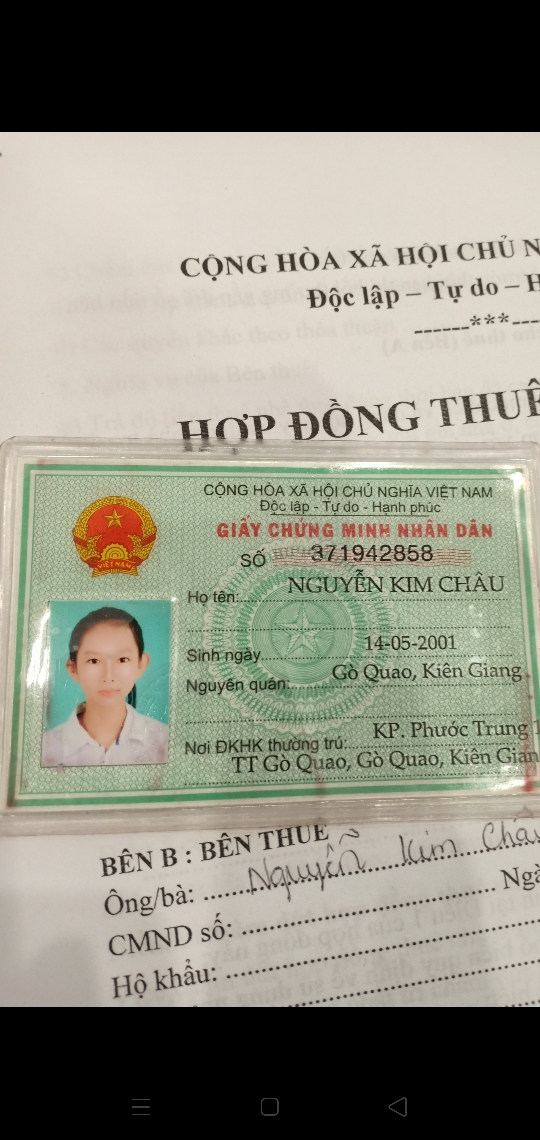 CỘNG HÒA XÃ HỘI CHỦ N
Độc lập – Tự do – H
------***----
HỢP ĐỒNG THUÊ
CỘNG HÒA XÃ HỘI CHỦ NGHĨA VIỆT NAM
Độc lập - Tự do - Hạnh phúc
GIẤY CHỨNG MINH NHÂN DÂN
SỐ 371942858
VIỆT NAM
Họ tên: NGUYỄN KIM CHÂU
Sinh ngày 14-05-2001
Nguyên quán: Gò Quao, Kiên Giang
Nơi ĐKHK thường trú: KP. Phước Trung 1
TT Gò Quao, Gò Quao, Kiên Gian
BÊN B : BÊN THUÊ
Ông/bà: Nguyễn Kim Châu
CMND số: Ngà
Hộ khẩu: